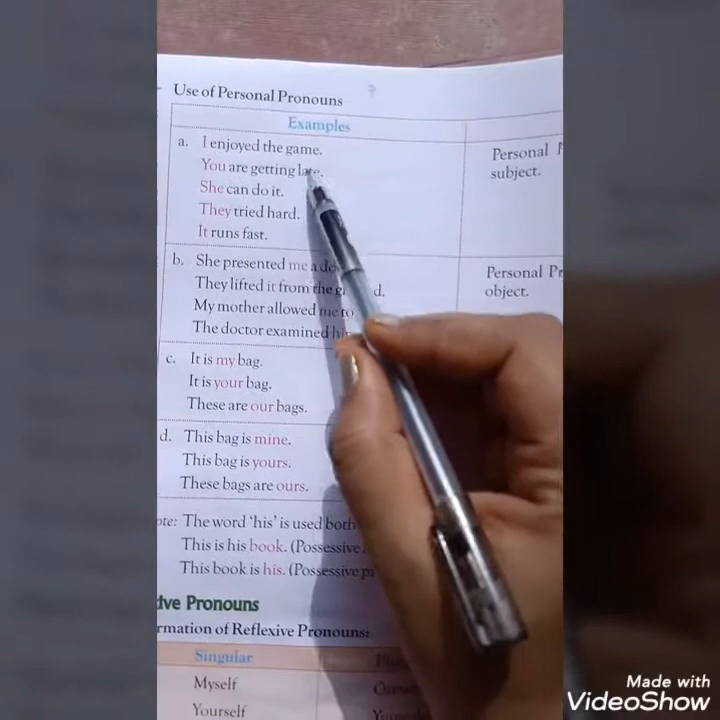 Use of Personal Pronouns
Examples
a. I enjoyed the game.
Personal
You are getting late.
subject.
She can do it.
They tried hard.
It runs fast.
b. She presented me a
Personal
They lifted it from the d.
object.
My mother allowed me to
The doctor examined
c. It is my bag.
It is your bag.
These are our bags.
d. This bag is mine.
This bag is yours.
These bags are ours.
ote: The word 'his' is used both
This is his book. (Possessive
This book is his. (Possessive
ive Pronouns
rmation of Reflexive Pronouns:
Singular
Myself
Yourself
Made with
VideoShow